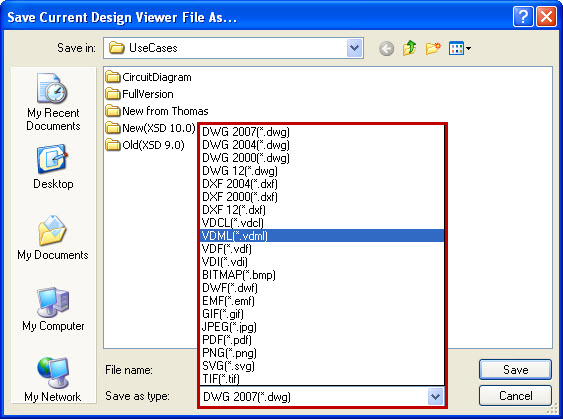 Save Current Design Viewer File As...
Save in:
UseCases
My Recent
Documents
Desktop
My Documents
My Computer
My Network
CircuitDiagram
FullVersion
New from Thomas
New(XSD 10.0)
Old(XSD 9.0)
DWG 2007(*.dwg)
DWG 2004(*.dwg)
DWG 2000(*.dwg)
DWG 12(*.dwg)
DXF 2004(*.dxf)
DXF 2000(*.dxf)
DXF 12(*.dxf)
VDCL(*.vdcl)
VDML(*.vdml)
VDF(*.vdf)
VDI(*.vdi)
BITMAP(*.bmp)
DWF(*.dwf)
EMF(*.emf)
GIF(*.gif)
JPEG(*.jpg)
PDF(*.pdf)
PNG(*.png)
SVG(*.svg)
TIF(*.tif)
File name:
Save
Save as type:
DWG 2007(*.dwg)
Cancel